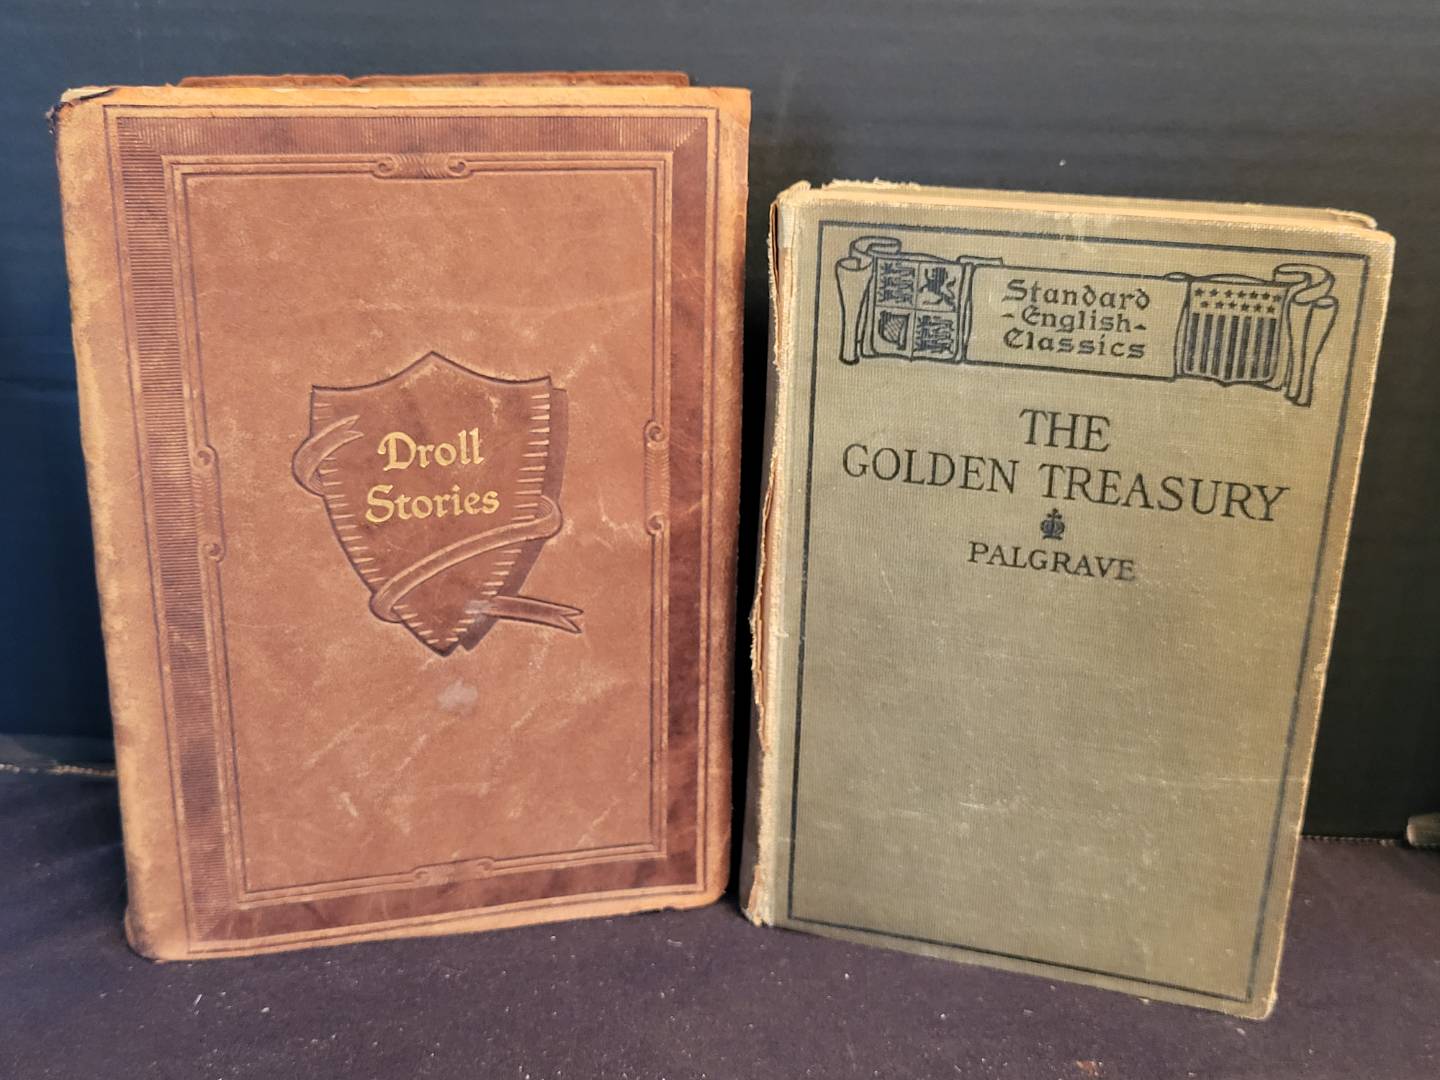 Droll
Stories
Standard
-English-
Classics
THE
GOLDEN TREASURY
PALGRAVE